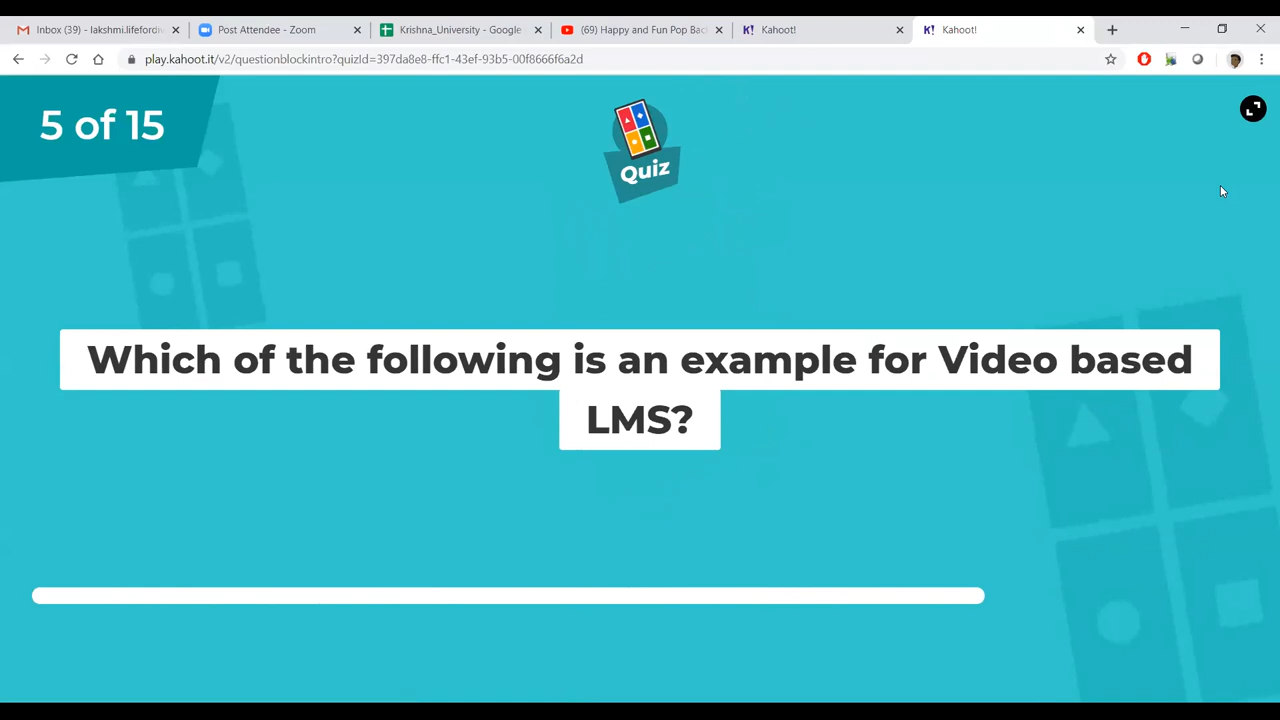 Inbox (39) - lakshmi.lifefordi
Post Attendee - Zoom
Krishna_University - Google
(69) Happy and Fun Pop Bac
K! Kahoot!
K! Kahoot!
play.kahoot.it/v2/questionblockintro?quizId=397da8e8-ff1-43ef-93b5-00f8666f6a2d
5 of 15
Quiz
Which of the following is an example for Video based
LMS?